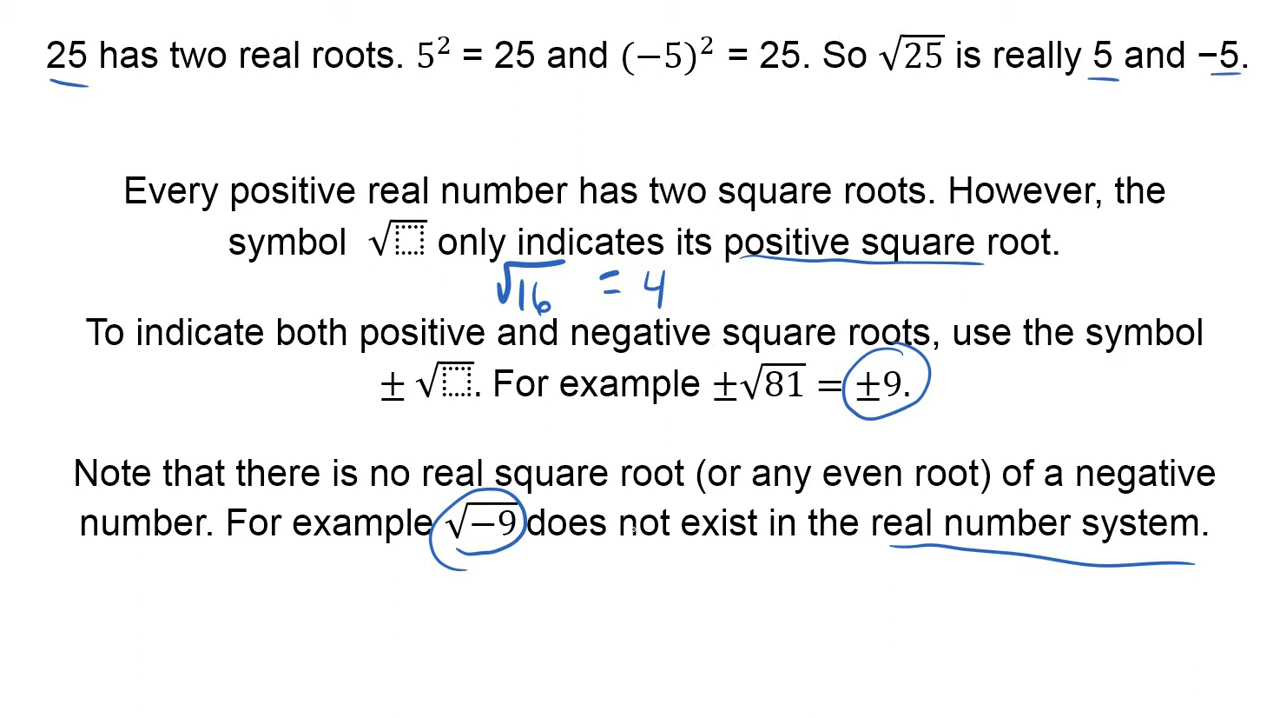 25 has two real roots. 5² = 25 and (−5)² = 25. So √25 is really 5 and −5.
Every positive real number has two square roots. However, the
symbol √⬚ only indicates its positive square root.
√16 = 4
To indicate both positive and negative square roots, use the symbol
± √⬚. For example ±√81 = ±9.
Note that there is no real square root (or any even root) of a negative
number. For example √−9 does not exist in the real number system.